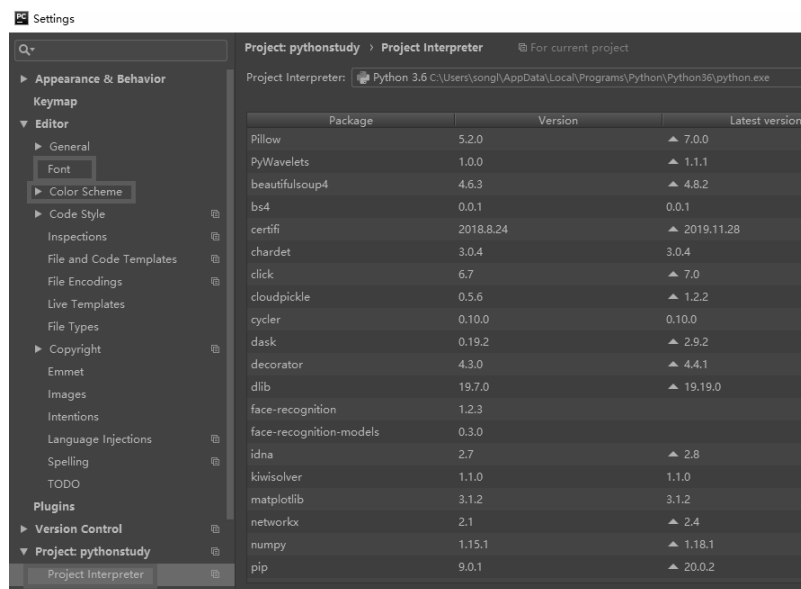 Settings
Project: pythonstudy › Project Interpreter For current project
Project Interpreter: Python 3.6 C:\Users\songl\AppData\Local\Programs\Python\Python36\python.exe
Appearance & Behavior
Keymap
Editor
General
Font
Color Scheme
Code Style
Inspections
File and Code Templates
File Encodings
Live Templates
File Types
Copyright
Emmet
Images
Intentions
Language Injections
Spelling
TODO
Plugins
Version Control
Project: pythonstudy
Project Interpreter
Package Version Latest version
Pillow 5.2.0 ▲ 7.0.0
PyWavelets 1.0.0 ▲ 1.1.1
beautifulsoup4 4.6.3 ▲ 4.8.2
bs4 0.0.1 0.0.1
certifi 2018.8.24 ▲ 2019.11.28
chardet 3.0.4 3.0.4
click 6.7 ▲ 7.0
cloudpickle 0.5.6 ▲ 1.2.2
cycler 0.10.0 0.10.0
dask 0.19.2 ▲ 2.9.2
decorator 4.3.0 ▲ 4.4.1
dlib 19.7.0 ▲ 19.19.0
face-recognition 1.2.3
face-recognition-models 0.3.0
idna 2.7 ▲ 2.8
kiwisolver 1.1.0 1.1.0
matplotlib 3.1.2 3.1.2
networkx 2.1 ▲ 2.4
numpy 1.15.1 ▲ 1.18.1
pip 9.0.1 ▲ 20.0.2